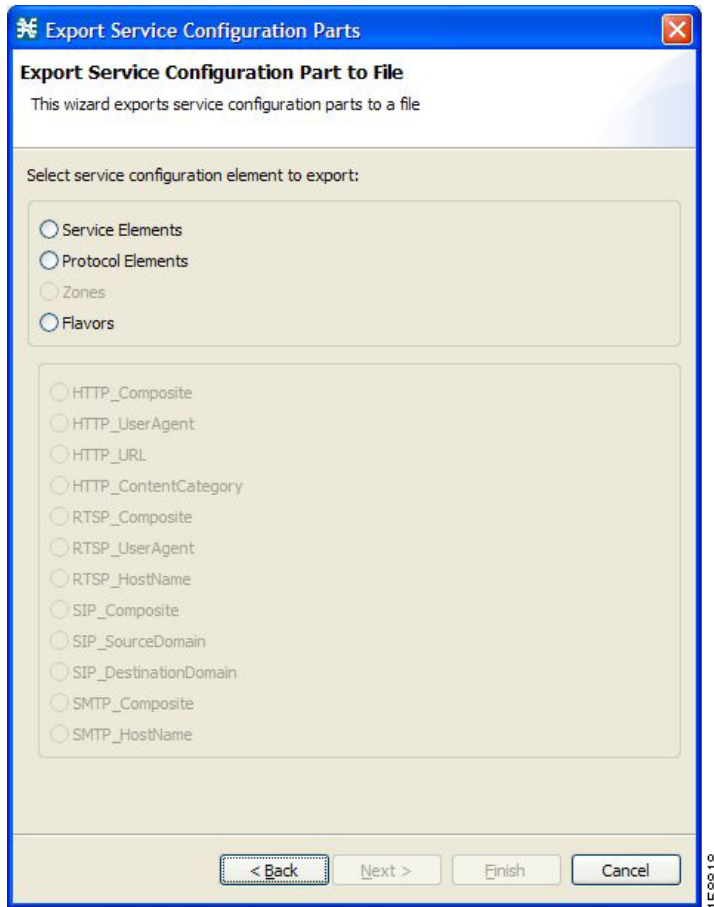 Export Service Configuration Parts
Export Service Configuration Part to File
This wizard exports service configuration parts to a file
Select service configuration element to export:
Service Elements
Protocol Elements
Zones
Flavors
HTTP_Composite
HTTP_UserAgent
HTTP_URL
HTTP_ContentCategory
RTSP_Composite
RTSP_UserAgent
RTSP_HostName
SIP_Composite
SIP_SourceDomain
SIP_DestinationDomain
SMTP_Composite
SMTP_HostName
< Back
Next >
Finish
Cancel